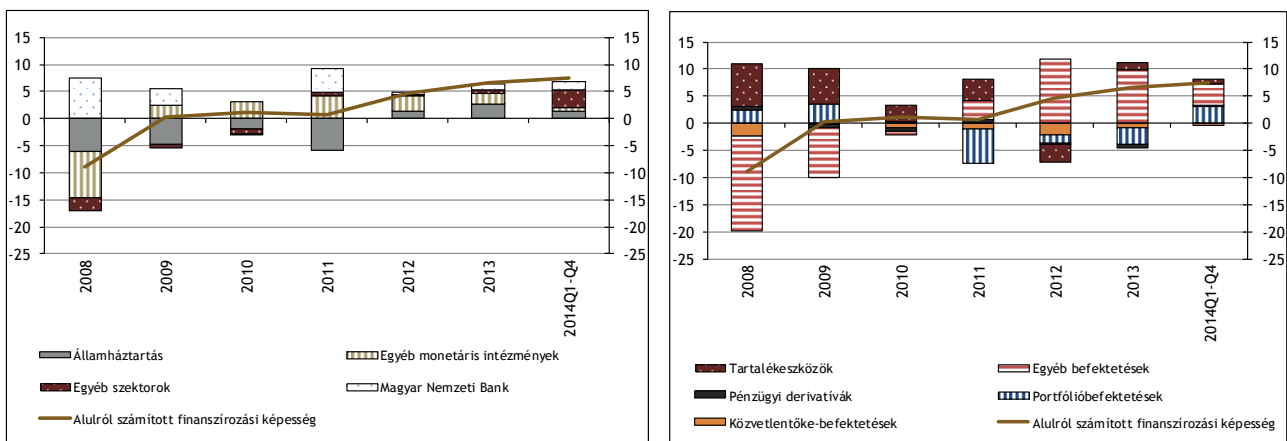 15 15
10 10
5 5
0 0
-5 -5
-10 -10
-15 -15
-20 -20
-25 -25
2008 2009 2010 2011 2012 2013 2014Q1-Q4
Államháztartás Egyéb monetáris intézmények
Egyéb szektorok Magyar Nemzeti Bank
Alulról számított finanszírozási képesség
15 15
10 10
5 5
0 0
-5 -5
-10 -10
-15 -15
-20 -20
-25 -25
2008 2009 2010 2011 2012 2013 2014Q1-Q4
Tartalékeszközök Egyéb befektetések
Pénzügyi derivatívák Portfólióbefektetések
Közvetlentőke-befektetések Alulról számított finanszírozási képesség